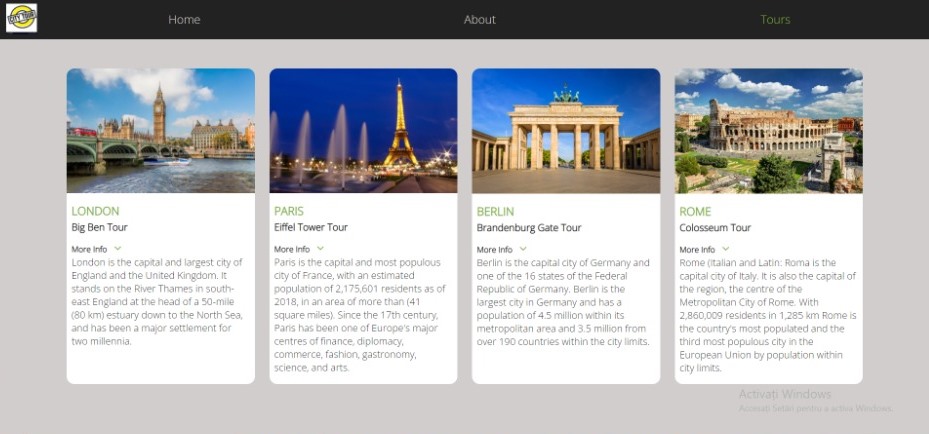 CITY TOUR
Home
About
Tours
LONDON
Big Ben Tour
More Info
London is the capital and largest city of
England and the United Kingdom. It
stands on the River Thames in south-
east England at the head of a 50-mile
(80 km) estuary down to the North Sea,
and has been a major settlement for
two millennia.
PARIS
Eiffel Tower Tour
More Info
Paris is the capital and most populous
city of France, with an estimated
population of 2,175,601 residents as of
2018, in an area of more than (41
square miles). Since the 17th century,
Paris has been one of Europe's major
centres of finance, diplomacy,
commerce, fashion, gastronomy,
science, and arts.
BERLIN
Brandenburg Gate Tour
More Info
Berlin is the capital city of Germany and
one of the 16 states of the Federal
Republic of Germany. Berlin is the
largest city in Germany and has a
population of 4.5 million within its
metropolitan area and 3.5 million from
over 190 countries within the city limits.
ROME
Colosseum Tour
More Info
Rome (Italian and Latin: Roma is the
capital city of Italy. It is also the capital of
the region, the centre of the
Metropolitan City of Rome. With
2,860,009 residents in 1,285 km Rome is
the country's most populated and the
third most populous city in the
European Union by population within
city limits.
Activați Windows
Accesați Setări pentru a activa Windows.